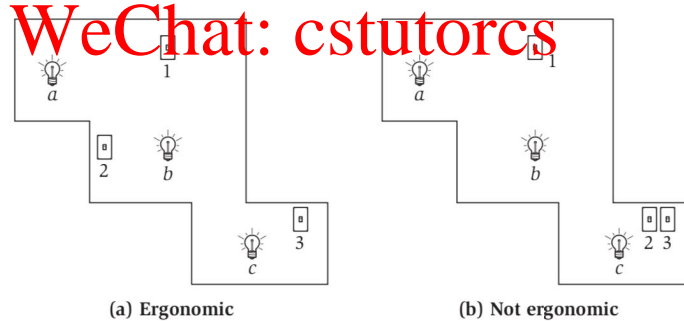 WeChat: cstutorcs
1
1
a
a
2
b
b
3
2 3
c
c
(a) Ergonomic
(b) Not ergonomic